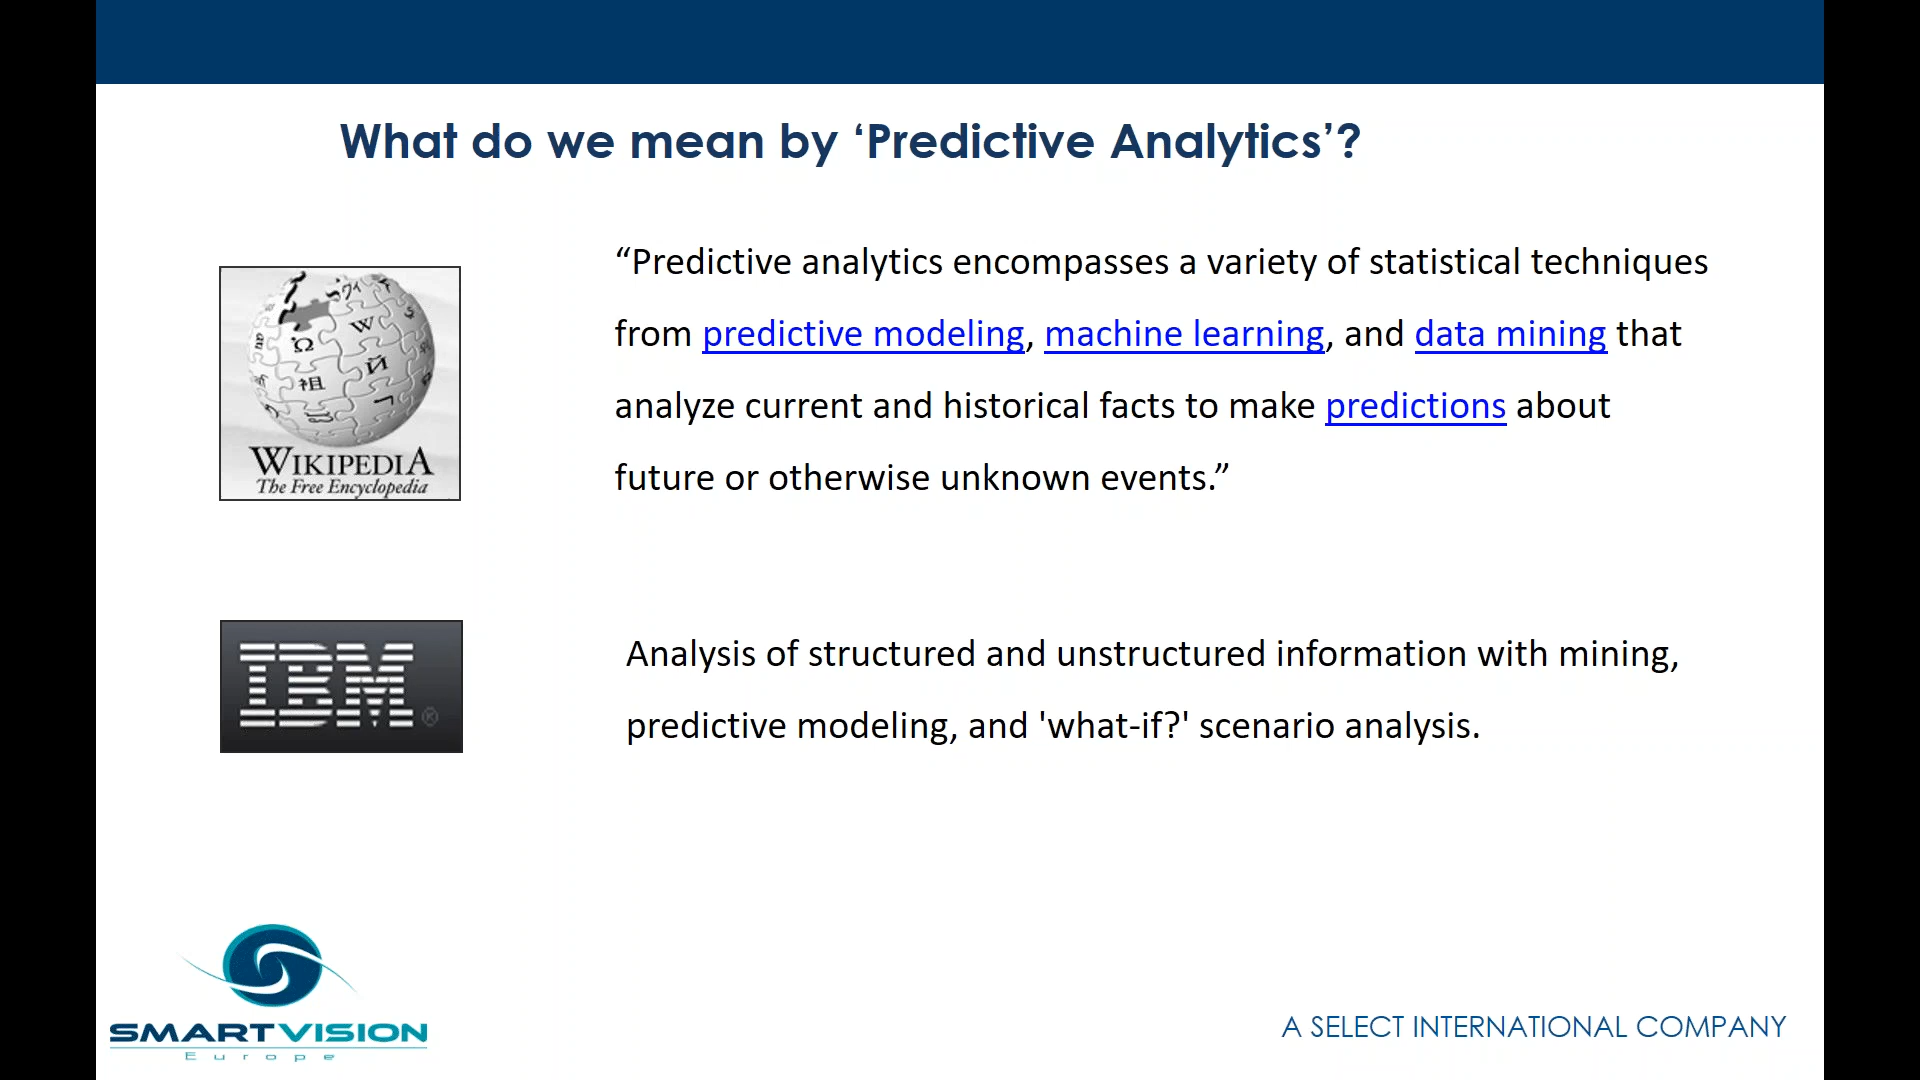 What do we mean by ‘Predictive Analytics’?
“Predictive analytics encompasses a variety of statistical techniques
from predictive modeling, machine learning, and data mining that
analyze current and historical facts to make predictions about
future or otherwise unknown events.”
WIKIPEDIA
The Free Encyclopedia
IBM®
Analysis of structured and unstructured information with mining,
predictive modeling, and 'what-if?' scenario analysis.
SMARTVISION
Europe
A SELECT INTERNATIONAL COMPANY